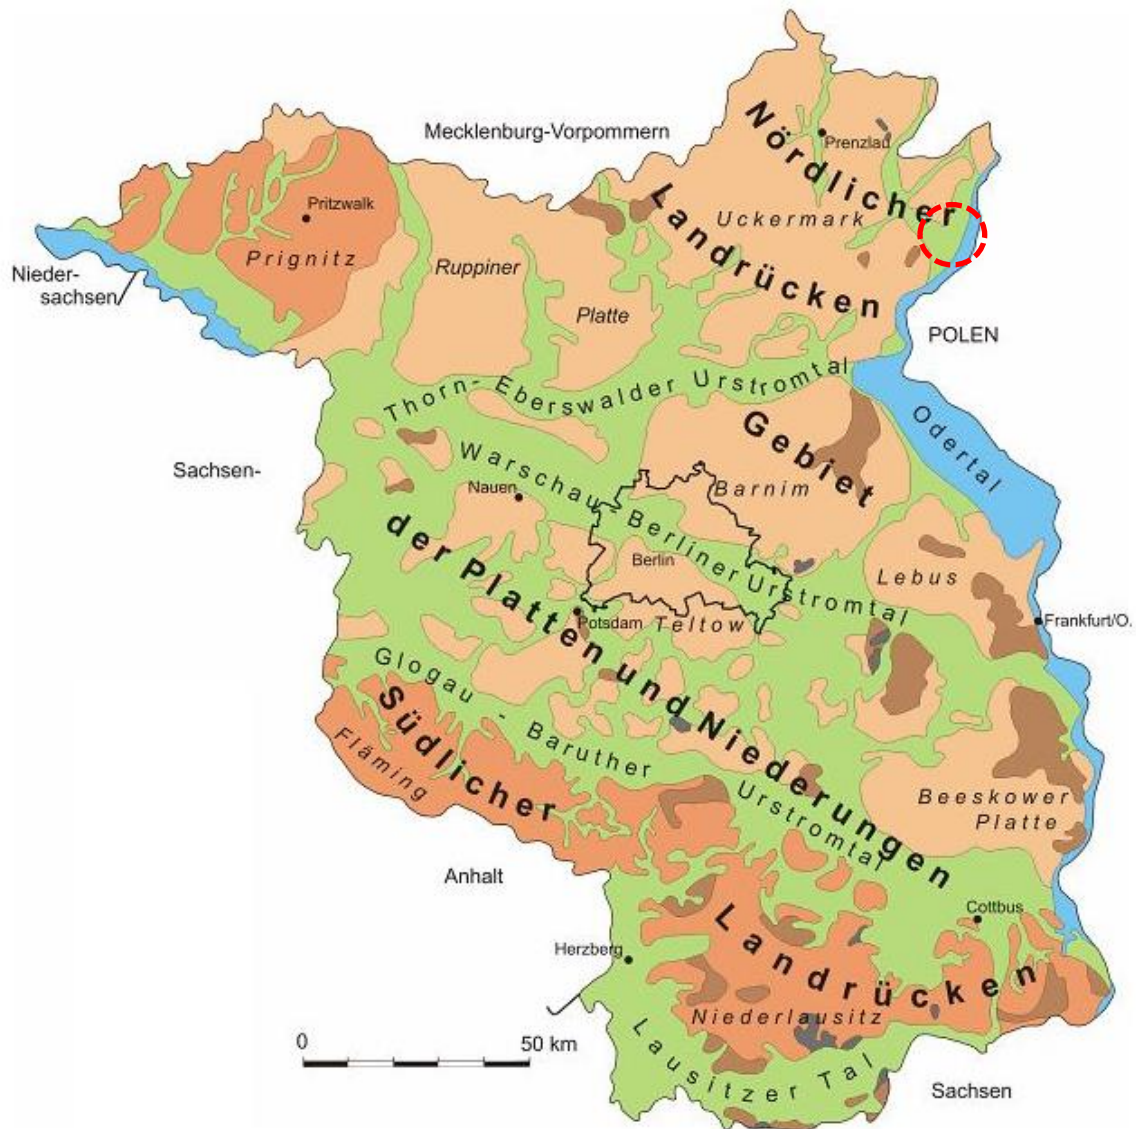 Mecklenburg-Vorpommern
Prenzlau
Nördlicher
Landrücken
Uckermark
Pritzwalk
Prignitz
Ruppiner
Platte
Nieder-
sachsen
POLEN
Thorn- Eberswalder Urstromtal
Odertal
Gebiet
Barnim
Warschau - Berliner Urstromtal
Sachsen-
Nauen
der Platten und Niederungen
Berlin
Lebus
Potsdam
Teltow
Frankfurt/O.
Glogau - Baruther Urstromtal
Südlicher
Fläming
Beeskower
Platte
Anhalt
Cottbus
Herzberg
Landrücken
Niederlausitz
Lausitzer Tal
0 50 km
Sachsen